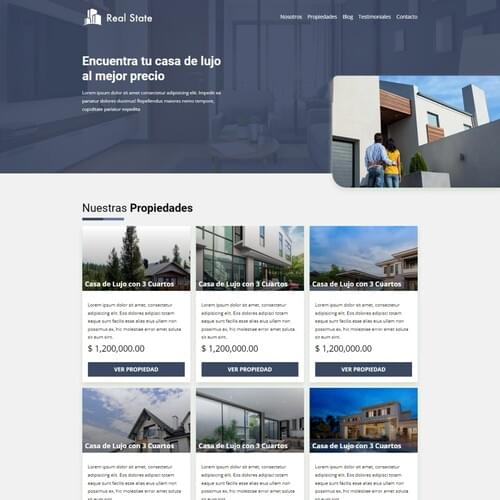 Real State
Nosotros Propiedades Blog Testimoniales Contacto
Encuentra tu casa de lujo
al mejor precio
Lorem ipsum dolor sit amet consectetur adipisicing elit. Impedit ex
pariatur dolores ducimus! Repellendus maiores nemo tempore,
cupiditate pariatur expedita
Nuestras Propiedades
Casa de Lujo con 3 Cuartos
Lorem ipsum dolor sit amet, consectetur
adipisicing elit. Eos dolores adipisci totam
eaque sunt facilis esse alias eum ullam non
possimus ex, hic molestiae error amet soluta
sit eum sint.
$ 1,200,000.00
VER PROPIEDAD
Casa de Lujo con 3 Cuartos
Lorem ipsum dolor sit amet, consectetur
adipisicing elit. Eos dolores adipisci totam
eaque sunt facilis esse alias eum ullam non
possimus ex, hic molestiae error amet soluta
sit eum sint.
$ 1,200,000.00
VER PROPIEDAD
Casa de Lujo con 3 Cuartos
Lorem ipsum dolor sit amet, consectetur
adipisicing elit. Eos dolores adipisci totam
eaque sunt facilis esse alias eum ullam non
possimus ex, hic molestiae error amet soluta
sit eum sint.
$ 1,200,000.00
VER PROPIEDAD
Casa de Lujo con 3 Cuartos
Lorem ipsum dolor sit amet, consectetur
adipisicing elit. Eos dolores adipisci totam
eaque sunt facilis esse alias eum ullam non
possimus ex, hic molestiae error amet soluta
Casa de Lujo con 3 Cuartos
Lorem ipsum dolor sit amet, consectetur
adipisicing elit. Eos dolores adipisci totam
eaque sunt facilis esse alias eum ullam non
possimus ex, hic molestiae error amet soluta
Casa de Lujo con 3 Cuartos
Lorem ipsum dolor sit amet, consectetur
adipisicing elit. Eos dolores adipisci totam
eaque sunt facilis esse alias eum ullam non
possimus ex, hic molestiae error amet soluta